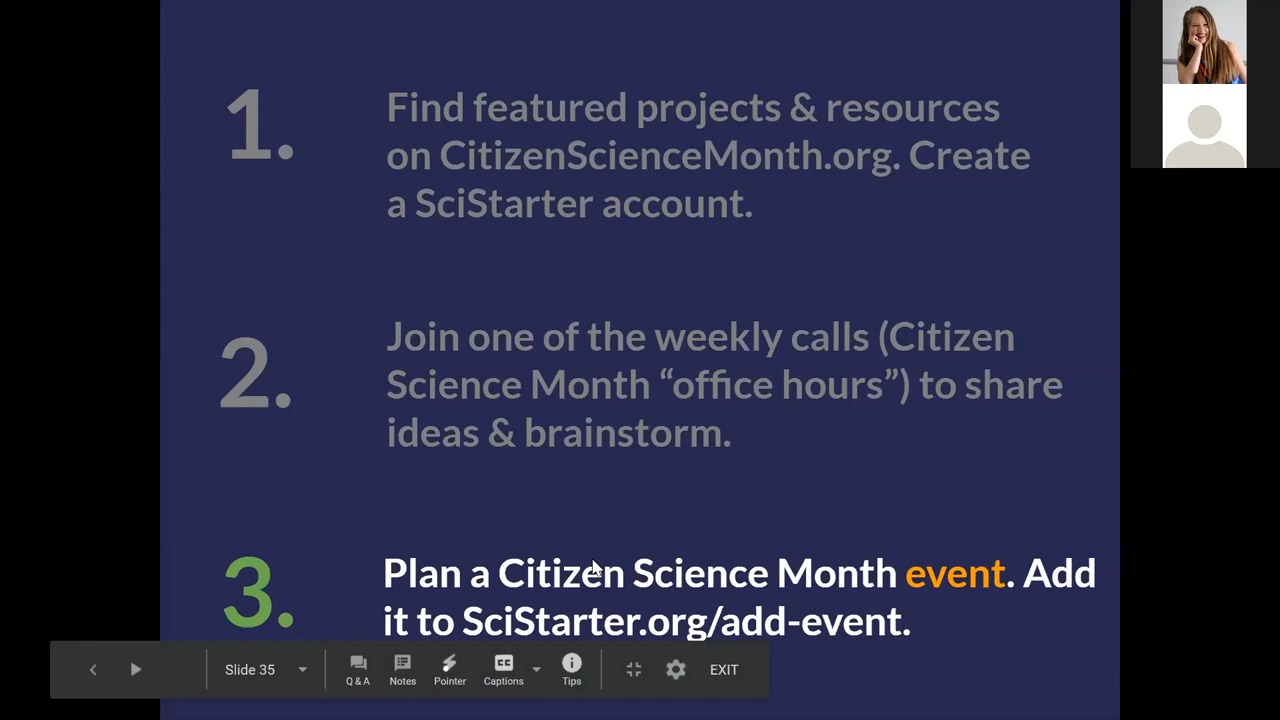 1.
Find featured projects & resources
on CitizenScienceMonth.org. Create
a SciStarter account.
2.
Join one of the weekly calls (Citizen
Science Month “office hours”) to share
ideas & brainstorm.
3.
Plan a Citizen Science Month event. Add
it to SciStarter.org/add-event.
Slide 35
Q & A
Notes
Pointer
CC
Captions
Tips
EXIT